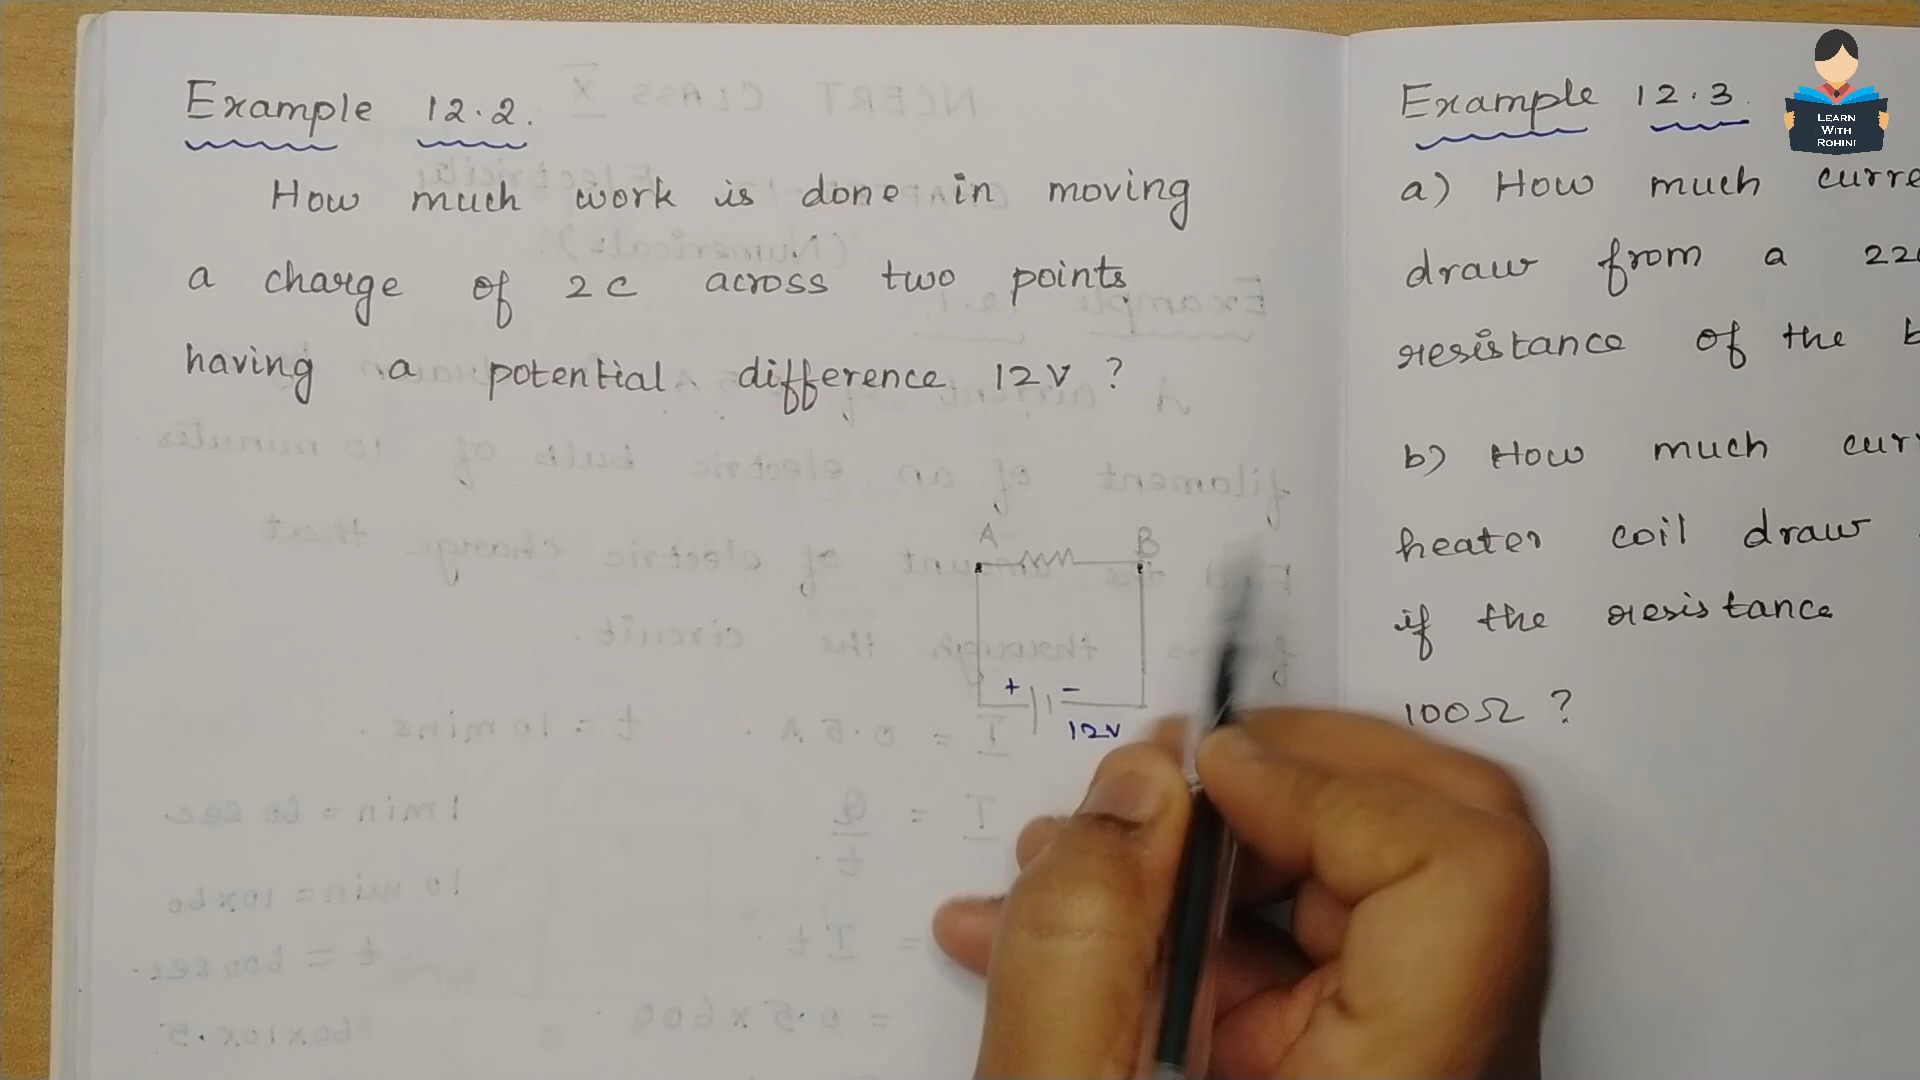 Example 12.2.
How much work is done in moving
a charge of 2C across two points
having a potential difference 12V ?
A B
+ -
12V
Example 12.3.
a) How much
draw from a
resistance of the
b) How much
heater coil draw
if the resistance
100Ω ?
LEARN
WITH
ROHINI